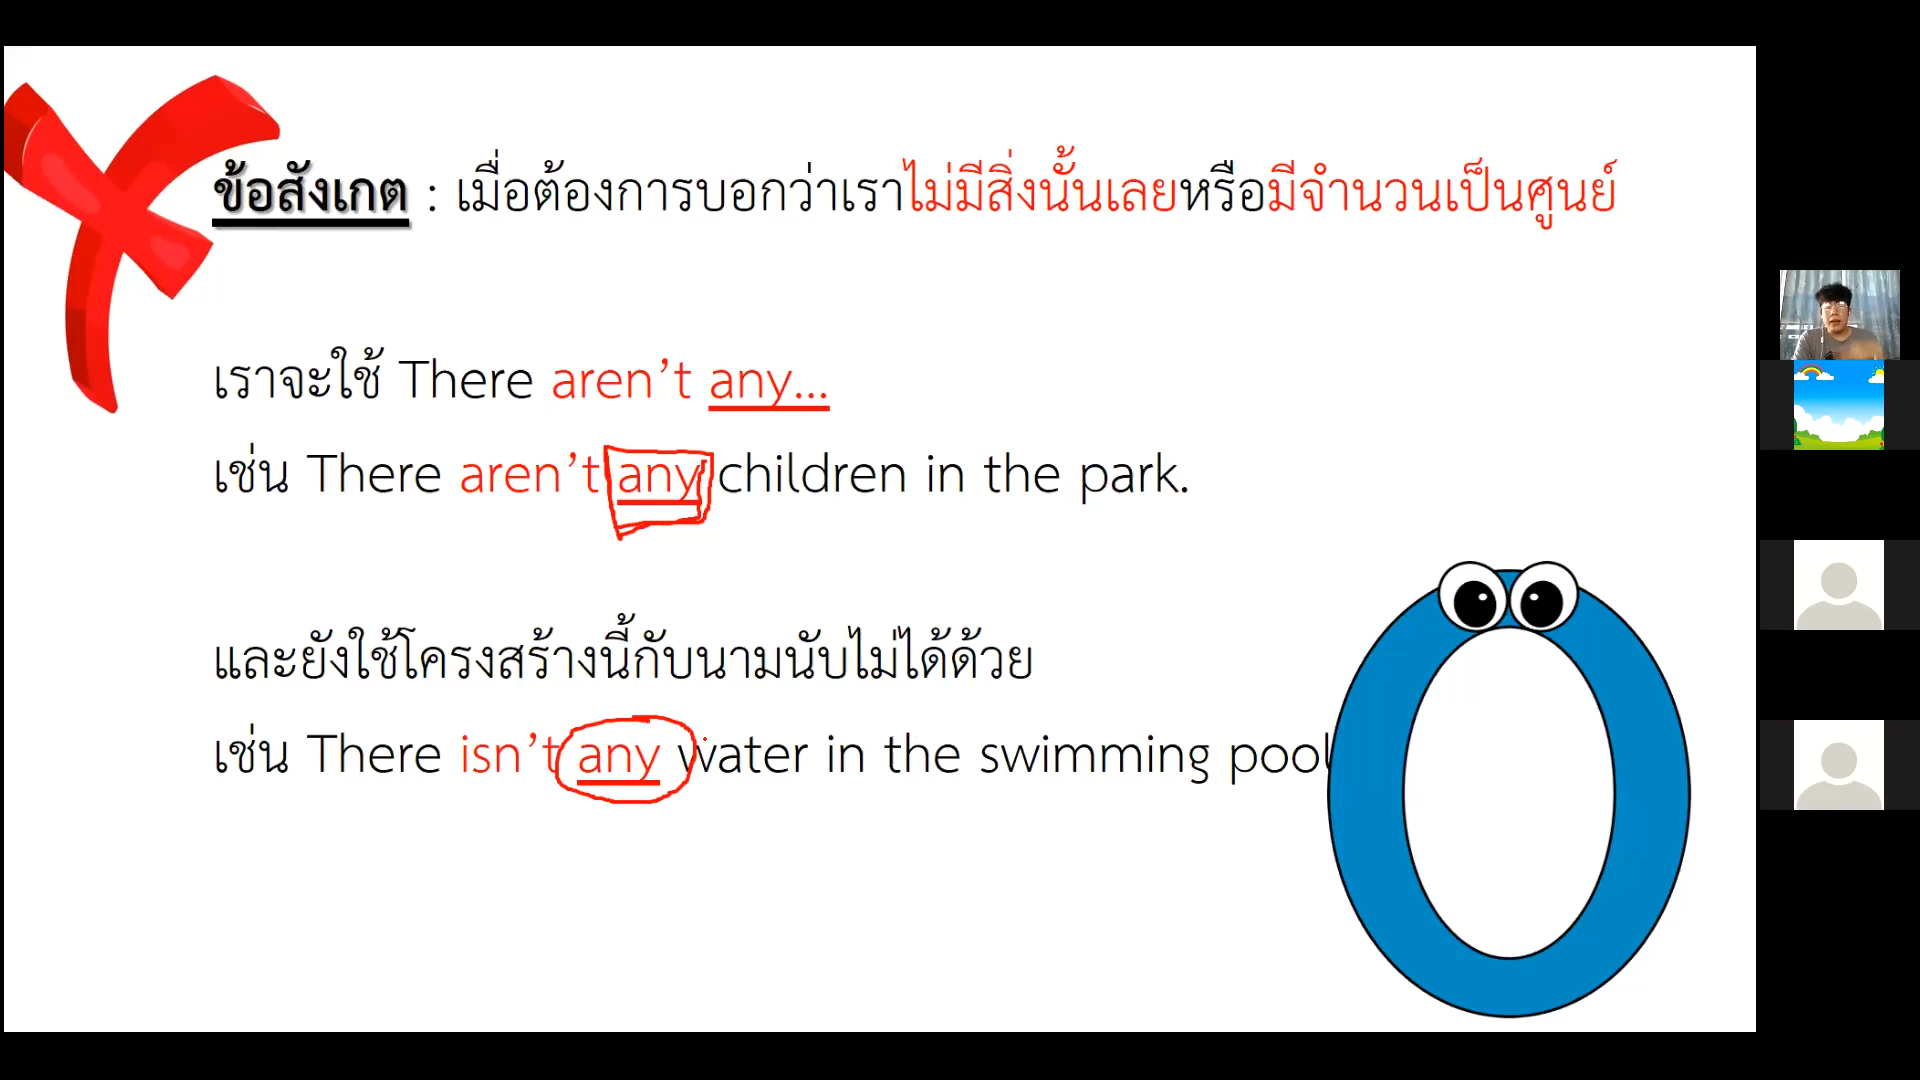 ข้อสังเกต : เมื่อต้องการบอกว่าเราไม่มีสิ่งนั้นเลยหรือมีจำนวนเป็นศูนย์
เราจะใช้ There aren’t any...
เช่น There aren’t any children in the park.
และยังใช้โครงสร้างนี้กับนามนับไม่ได้ด้วย
เช่น There isn’t any water in the swimming pool